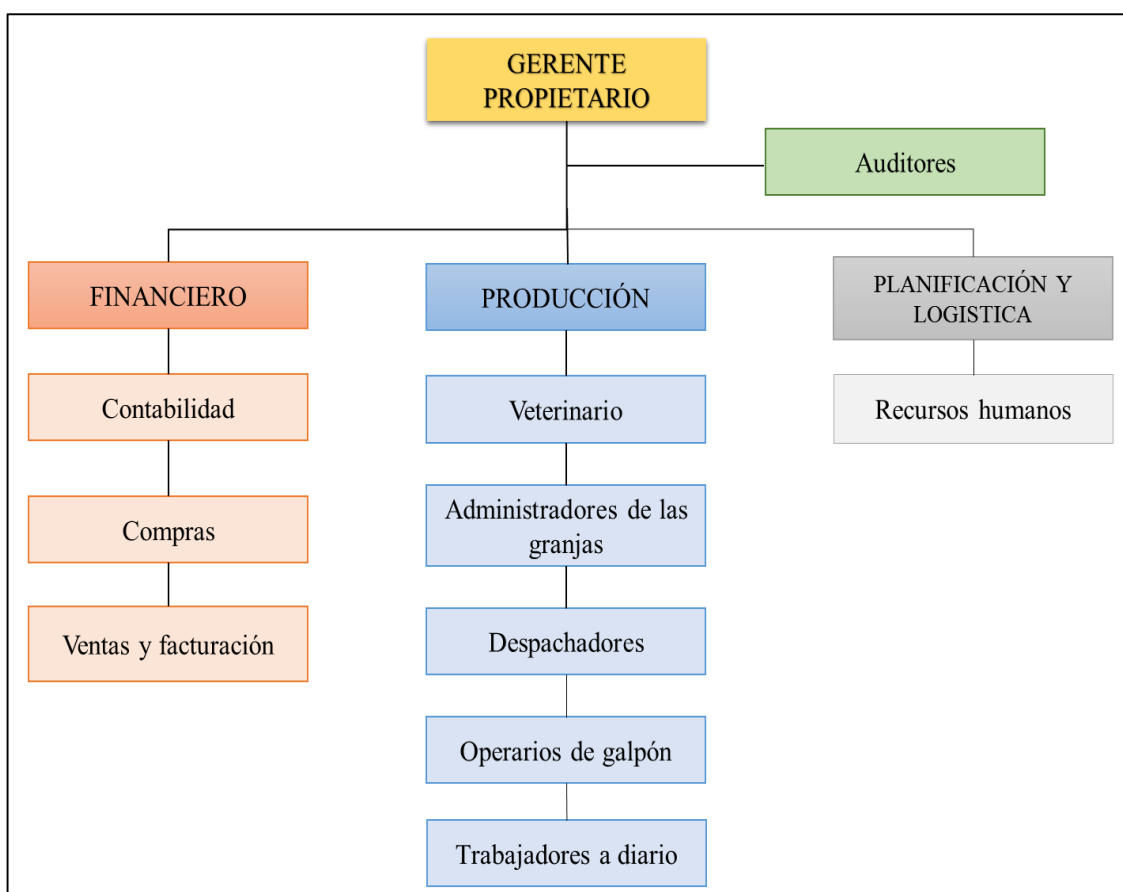 GERENTE
PROPIETARIO
Auditores
FINANCIERO
PRODUCCIÓN
PLANIFICACIÓN Y
LOGISTICA
Contabilidad
Veterinario
Recursos humanos
Compras
Administradores de las
granjas
Ventas y facturación
Despachadores
Operarios de galpón
Trabajadores a diario